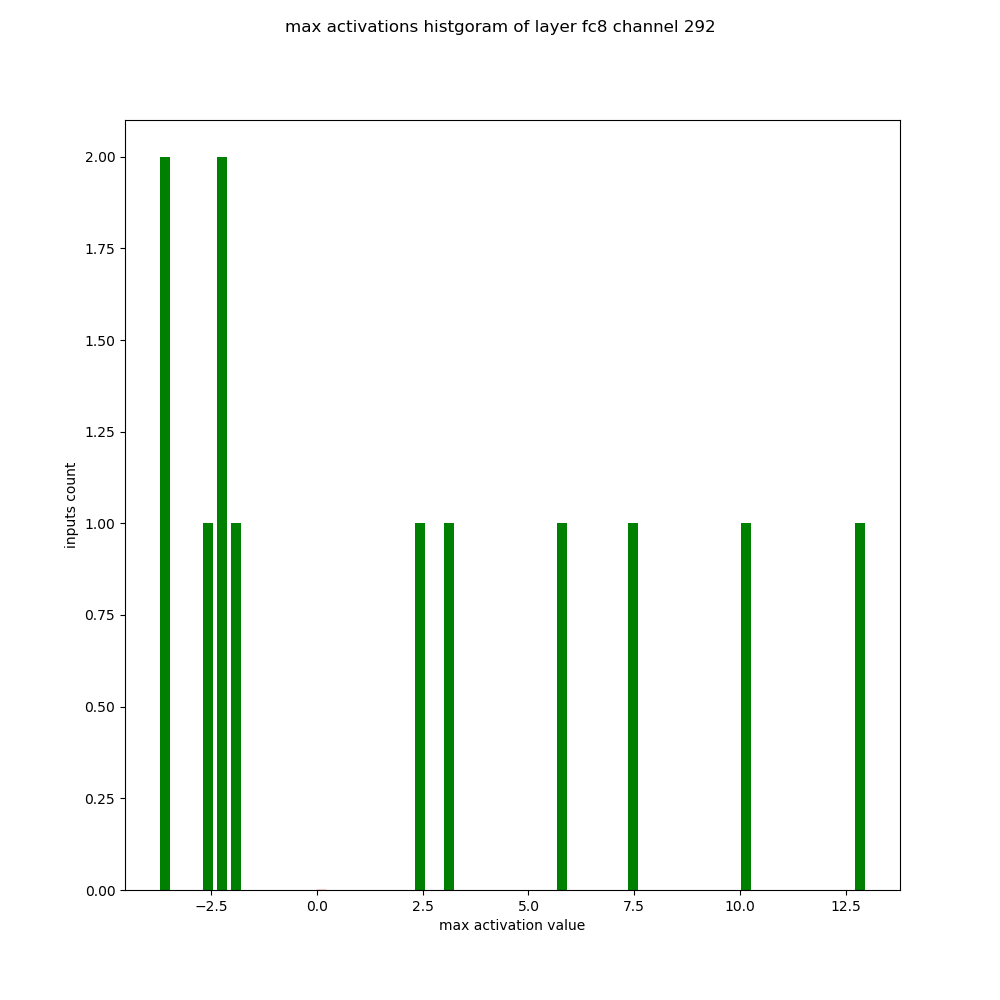 max activations histgoram of layer fc8 channel 292
2.00
1.75
1.50
1.25
1.00
0.75
0.50
0.25
0.00
inputs count
−2.5 0.0 2.5 5.0 7.5 10.0 12.5
max activation value